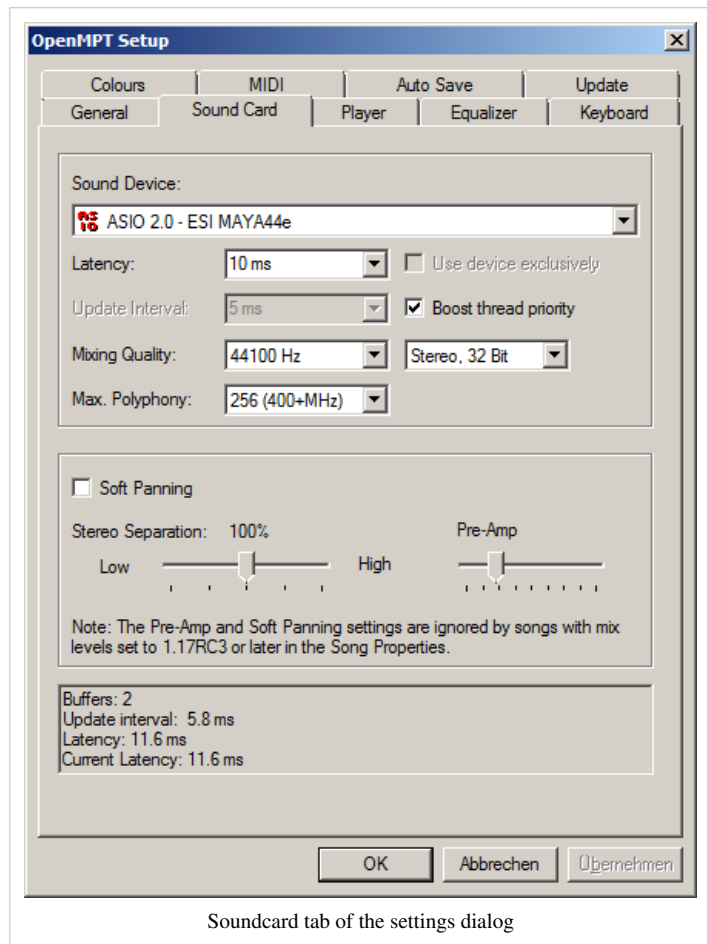 OpenMPT Setup
Colours MIDI Auto Save Update
General Sound Card Player Equalizer Keyboard
Sound Device:
ASIO ASIO 2.0 - ESI MAYA44e
Latency: 10 ms Use device exclusively
Update Interval: 5 ms Boost thread priority
Mixing Quality: 44100 Hz Stereo, 32 Bit
Max. Polyphony: 256 (400+MHz)
Soft Panning
Stereo Separation: 100% Pre-Amp
Low High
Note: The Pre-Amp and Soft Panning settings are ignored by songs with mix
levels set to 1.17RC3 or later in the Song Properties.
Buffers: 2
Update interval: 5.8 ms
Latency: 11.6 ms
Current Latency: 11.6 ms
OK Abbrechen Übernehmen
Soundcard tab of the settings dialog